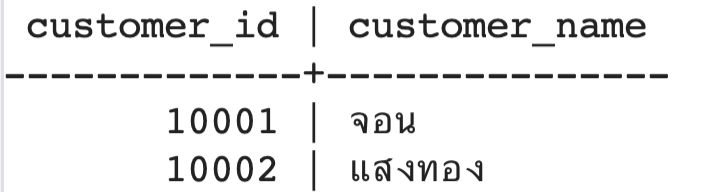 customer_id | customer_name
-------------+---------------
10001 | จอน
10002 | แสงทอง